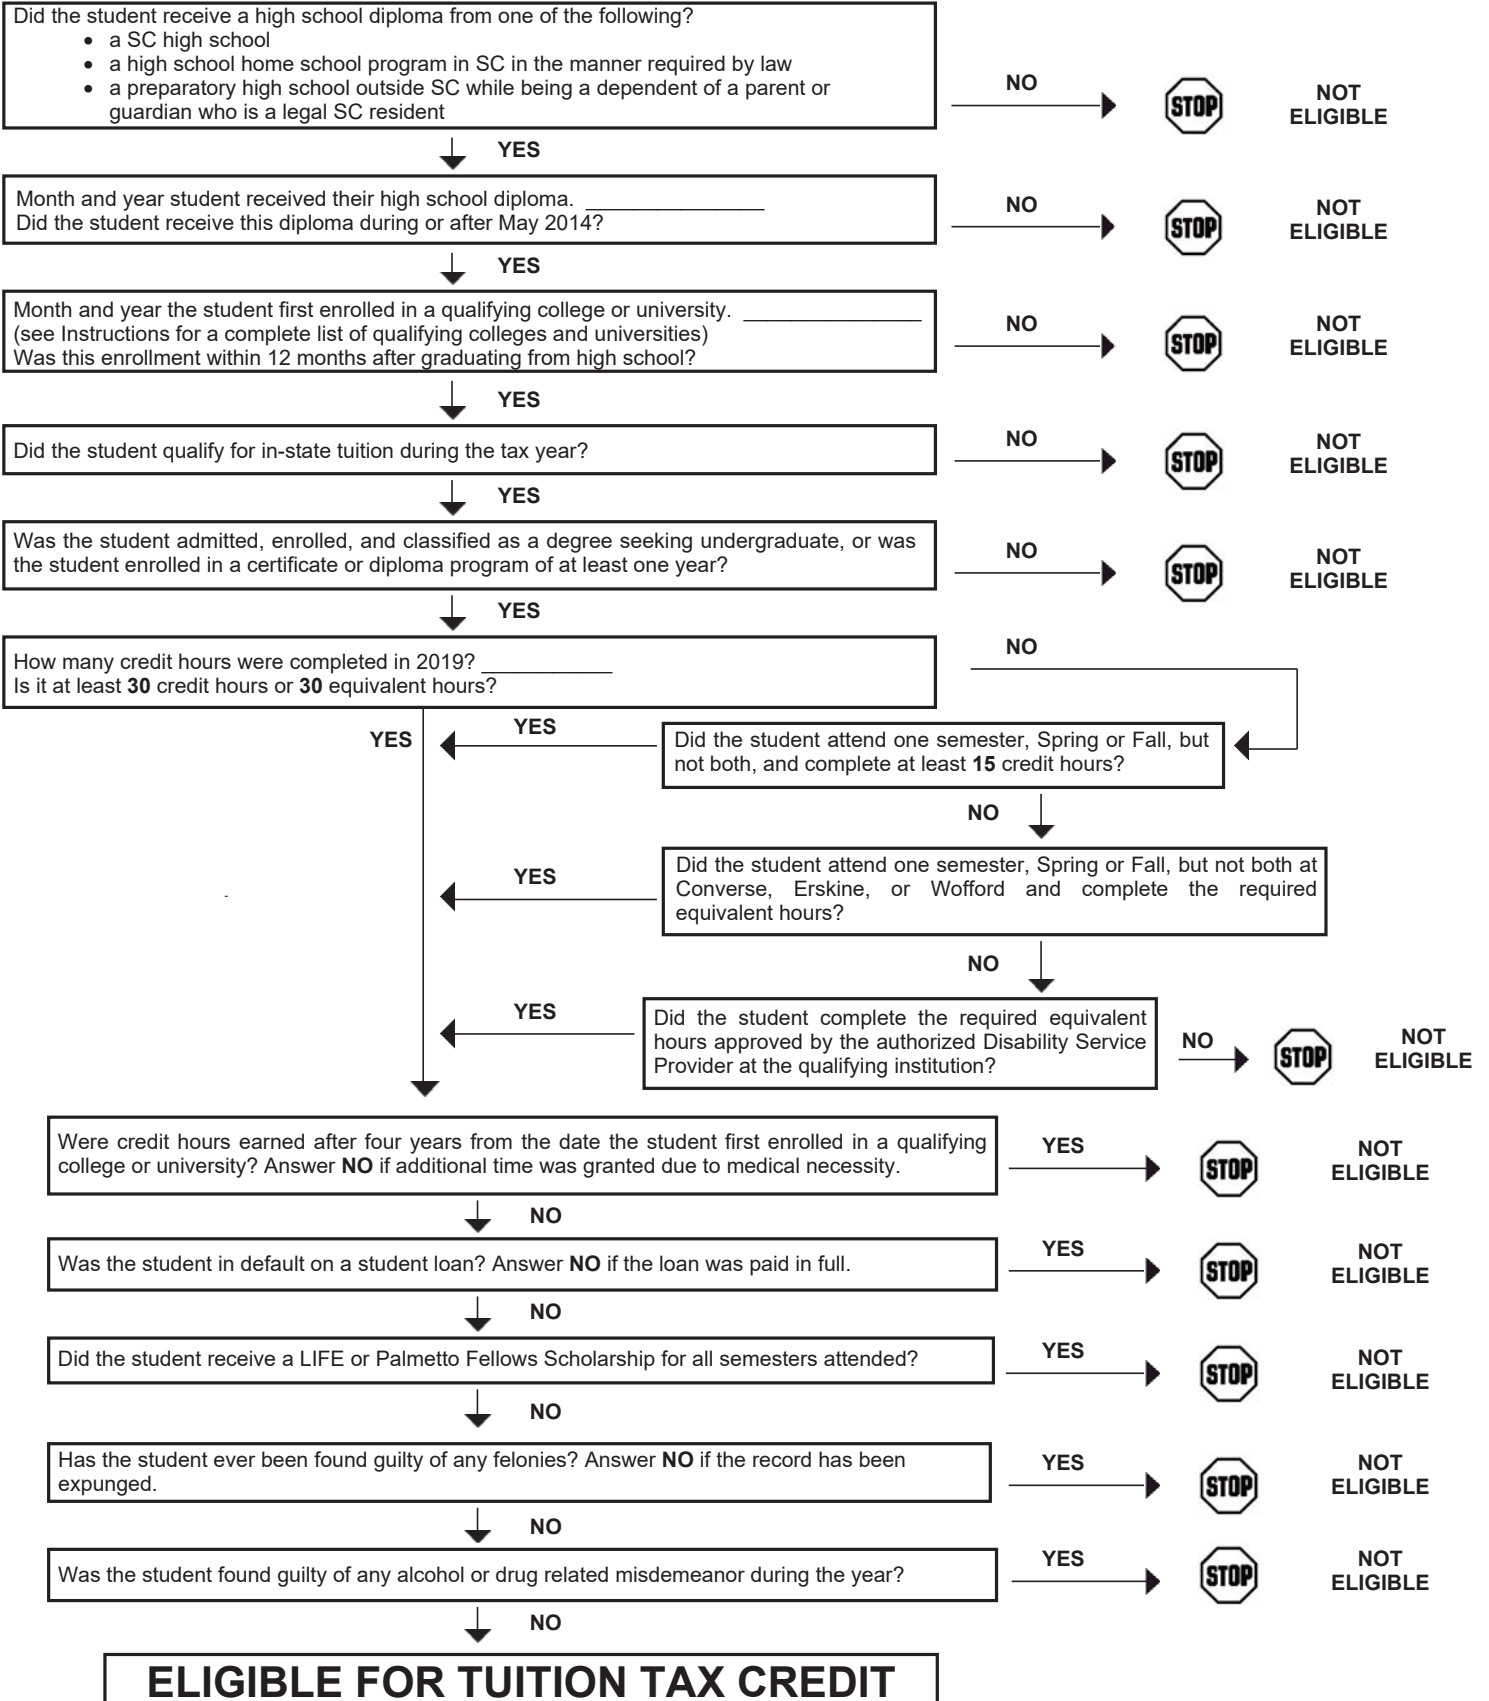 Did the student receive a high school diploma from one of the following?
• a SC high school
• a high school home school program in SC in the manner required by law
• a preparatory high school outside SC while being a dependent of a parent or
guardian who is a legal SC resident
NO
STOP
NOT
ELIGIBLE
YES
Month and year student received their high school diploma. _______________
Did the student receive this diploma during or after May 2014?
NO
STOP
NOT
ELIGIBLE
YES
Month and year the student first enrolled in a qualifying college or university. _______________
(see Instructions for a complete list of qualifying colleges and universities)
Was this enrollment within 12 months after graduating from high school?
NO
STOP
NOT
ELIGIBLE
YES
Did the student qualify for in-state tuition during the tax year?
NO
STOP
NOT
ELIGIBLE
YES
Was the student admitted, enrolled, and classified as a degree seeking undergraduate, or was
the student enrolled in a certificate or diploma program of at least one year?
NO
STOP
NOT
ELIGIBLE
YES
How many credit hours were completed in 2019? ___________
Is it at least 30 credit hours or 30 equivalent hours?
NO
YES
YES
Did the student attend one semester, Spring or Fall, but
not both, and complete at least 15 credit hours?
NO
YES
Did the student attend one semester, Spring or Fall, but not both at
Converse, Erskine, or Wofford and complete the required
equivalent hours?
NO
YES
Did the student complete the required equivalent
hours approved by the authorized Disability Service
Provider at the qualifying institution?
NO
STOP
NOT
ELIGIBLE
Were credit hours earned after four years from the date the student first enrolled in a qualifying
college or university? Answer NO if additional time was granted due to medical necessity.
YES
STOP
NOT
ELIGIBLE
NO
Was the student in default on a student loan? Answer NO if the loan was paid in full.
YES
STOP
NOT
ELIGIBLE
NO
Did the student receive a LIFE or Palmetto Fellows Scholarship for all semesters attended?
YES
STOP
NOT
ELIGIBLE
NO
Has the student ever been found guilty of any felonies? Answer NO if the record has been
expunged.
YES
STOP
NOT
ELIGIBLE
NO
Was the student found guilty of any alcohol or drug related misdemeanor during the year?
YES
STOP
NOT
ELIGIBLE
NO
ELIGIBLE FOR TUITION TAX CREDIT